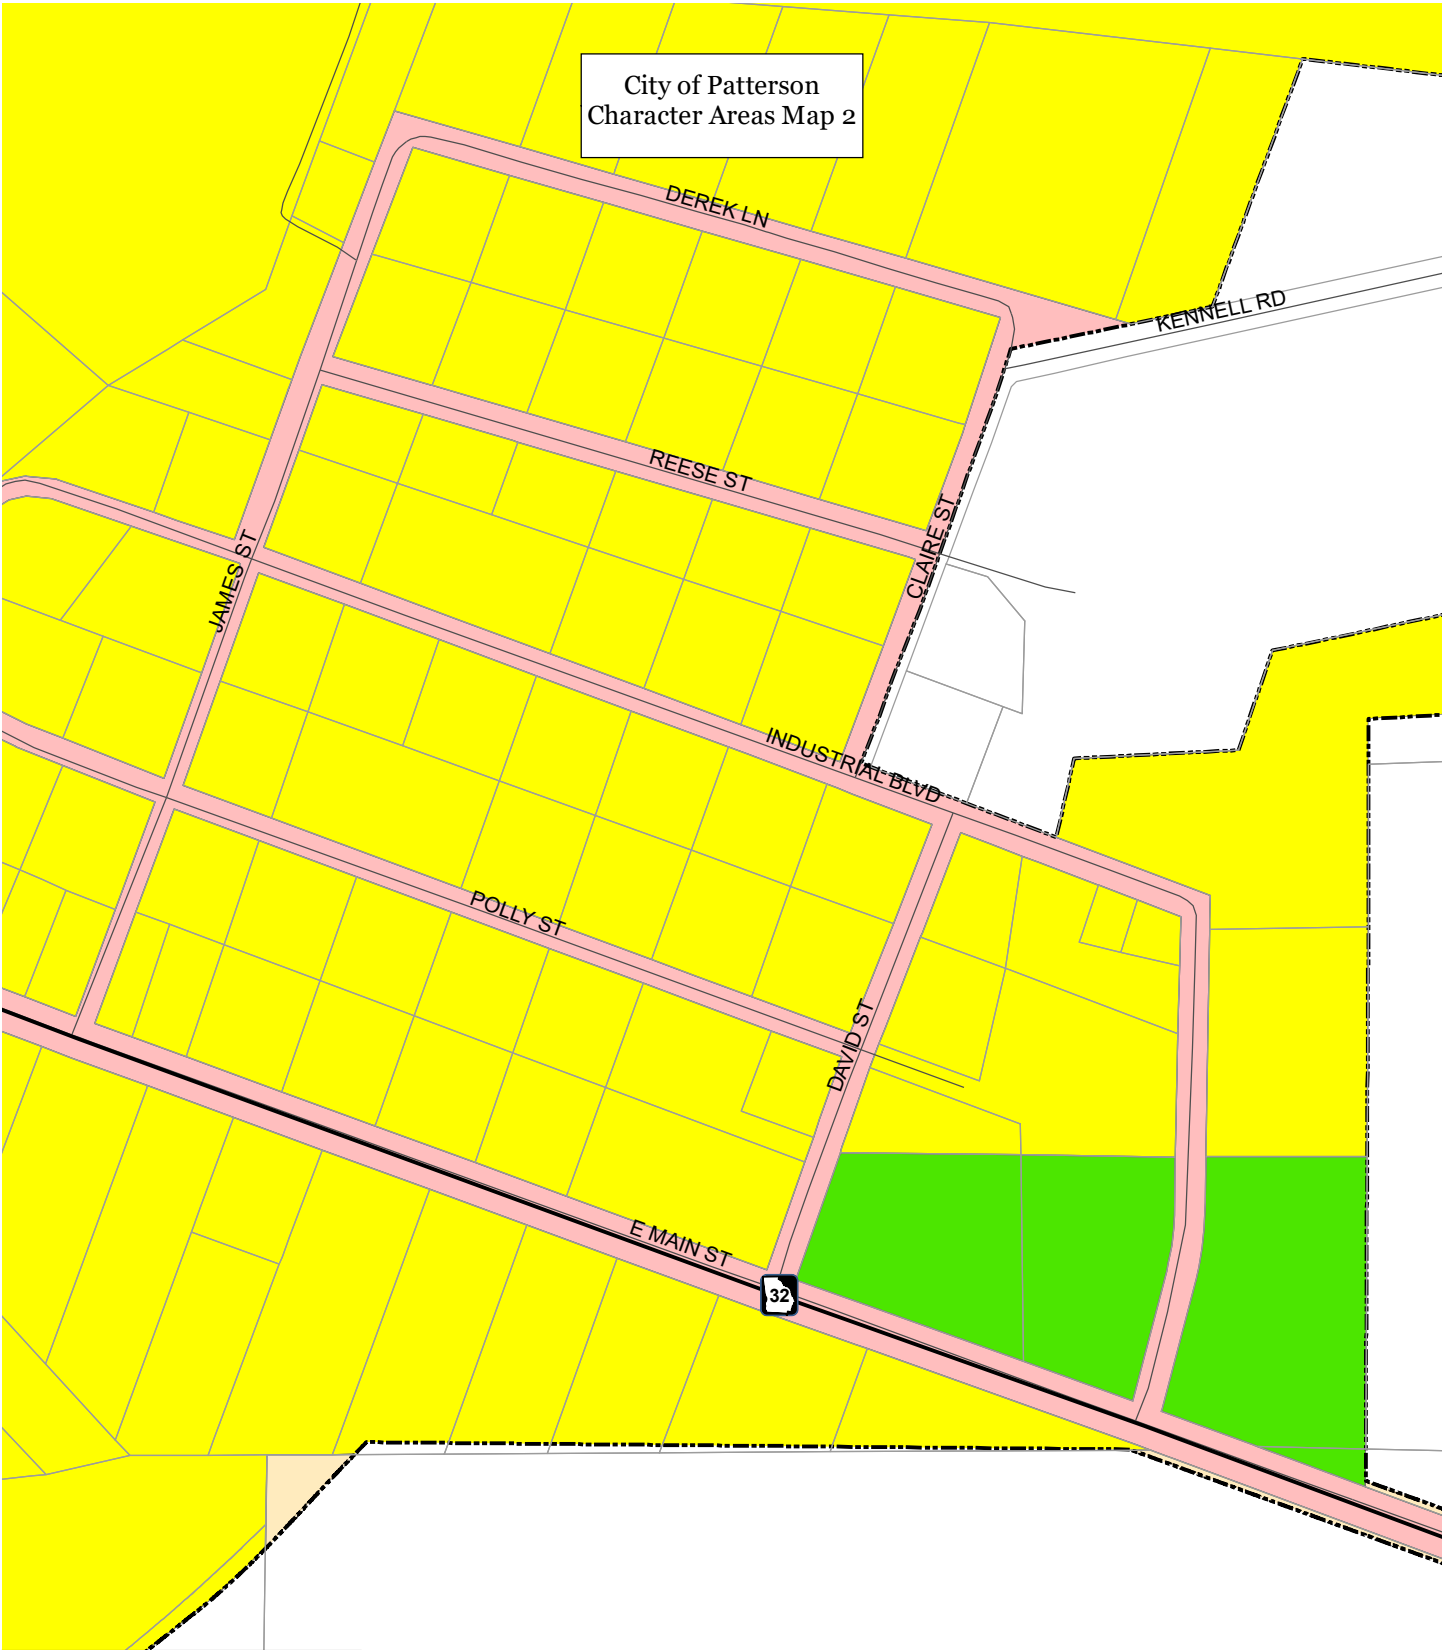 City of Patterson
Character Areas Map 2
DEREK LN
KENNELL RD
REESE ST
CLAIRE ST
JAMES ST
INDUSTRIAL BLVD
POLLY ST
DAVID ST
E MAIN ST
32